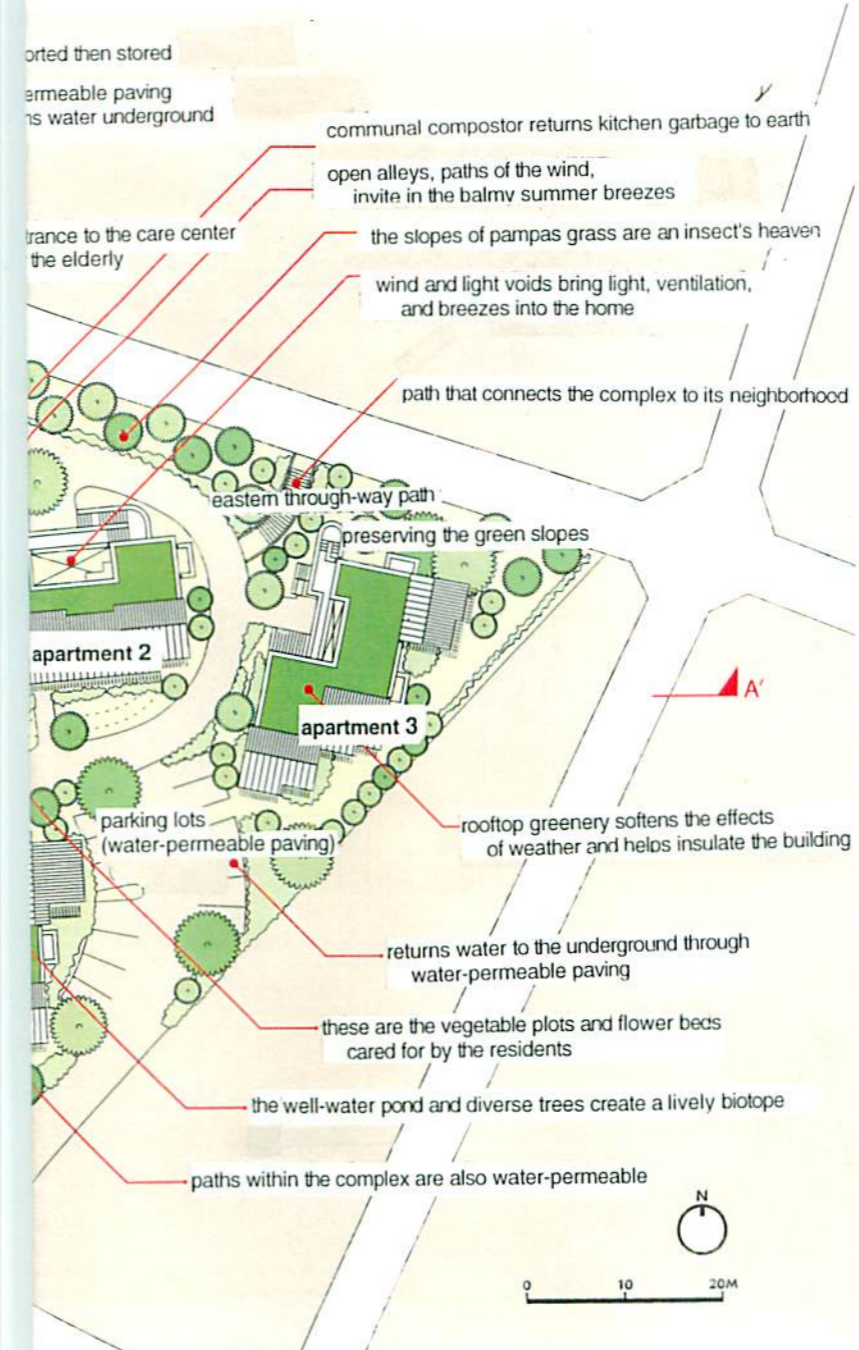 orted then stored
ermeable paving
ns water underground
communal compostor returns kitchen garbage to earth
open alleys, paths of the wind,
invite in the balmy summer breezes
trance to the care center
the elderly
the slopes of pampas grass are an insect's heaven
wind and light voids bring light, ventilation,
and breezes into the home
path that connects the complex to its neighborhood
eastern through-way path
preserving the green slopes
apartment 2
A'
apartment 3
parking lots
(water-permeable paving)
rooftop greenery softens the effects
of weather and helps insulate the building
returns water to the underground through
water-permeable paving
these are the vegetable plots and flower beds
cared for by the residents
the well-water pond and diverse trees create a lively biotope
paths within the complex are also water-permeable
N
0 10 20M